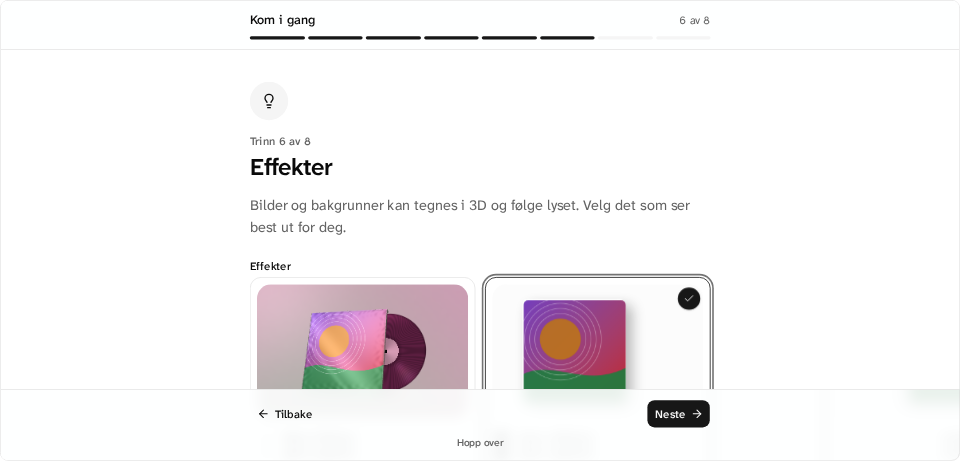 Kom i gang
6 av 8
Trinn 6 av 8
Effekter
Bilder og bakgrunner kan tegnes i 3D og følge lyset. Velg det som ser
best ut for deg.
Effekter
Tilbake
Neste
Hopp over